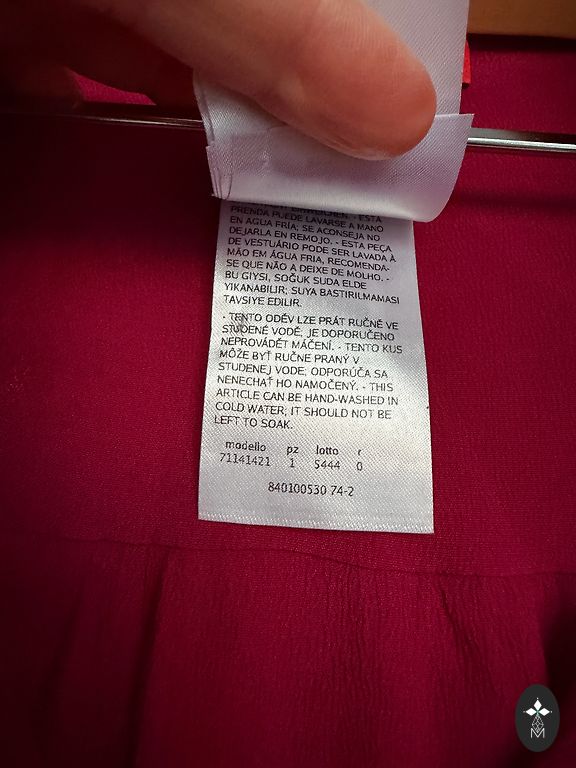 PRENDA PUEDE LAVARSE A MANO
EN AGUA FRÍA; SE ACONSEJA NO
DEJARLA EN REMOJO. - ESTA PEÇA
DE VESTUÁRIO PODE SER LAVADA À
MÃO EM ÁGUA FRIA, RECOMENDA-
SE QUE NÃO A DEIXE DE MOLHO. -
BU GIYSI, SOĞUK SUDA ELDE
YIKANABILIR; SUYA BASTIRILMAMASI
TAVSIYE EDILIR.
- TENTO ODĚV LZE PRÁT RUČNĚ VE
STUDENÉ VODĚ, JE DOPORUČENO
NEPROVÁDĚT MÁČENÍ. - TENTO KUS
MÔŽE BYŤ RUČNE PRANÝ V
STUDENEJ VODE; ODPORÚČA SA
NENECHAŤ HO NAMOČENÝ. - THIS
ARTICLE CAN BE HAND-WASHED IN
COLD WATER; IT SHOULD NOT BE
LEFT TO SOAK.
modello pz lotto r
71141421 1 5444 0
840100530 74-2
M